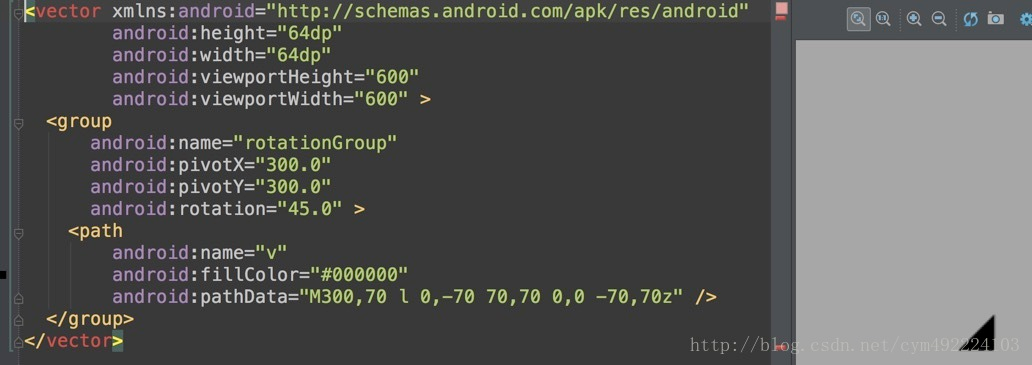 <vector xmlns:android="http://schemas.android.com/apk/res/android"
        android:height="64dp"
        android:width="64dp"
        android:viewportHeight="600"
        android:viewportWidth="600" >
  <group
      android:name="rotationGroup"
      android:pivotX="300.0"
      android:pivotY="300.0"
      android:rotation="45.0" >
    <path
        android:name="v"
        android:fillColor="#000000"
        android:pathData="M300,70 l 0,-70 70,70 0,0 -70,70z" />
  </group>
</vector>
1:1
http://blog.csdn.net/cym492224103